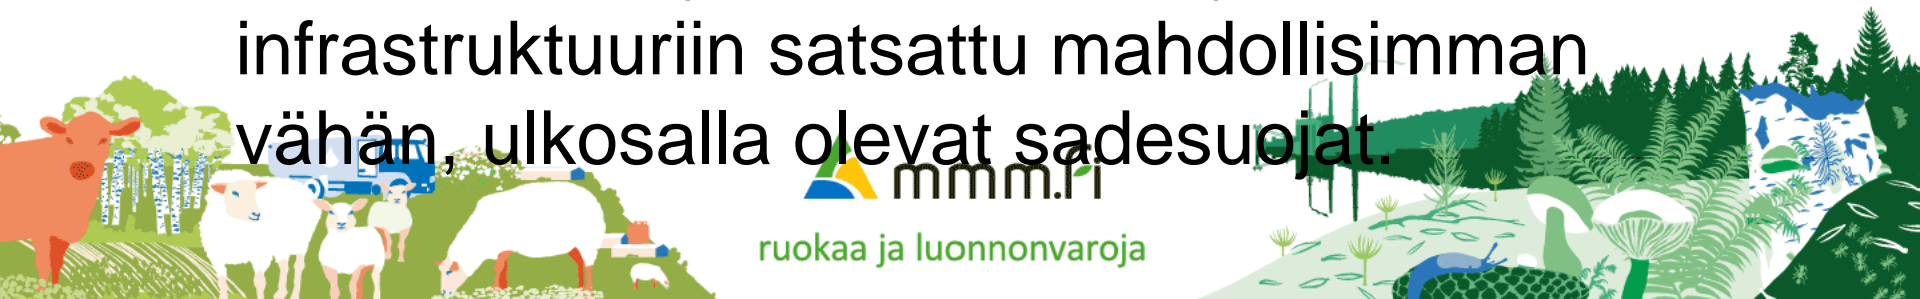 infrastruktuuriin satsattu mahdollisimman
vähän, ulkosalla olevat sadesuojat.
mmm.fi
ruokaa ja luonnonvaroja